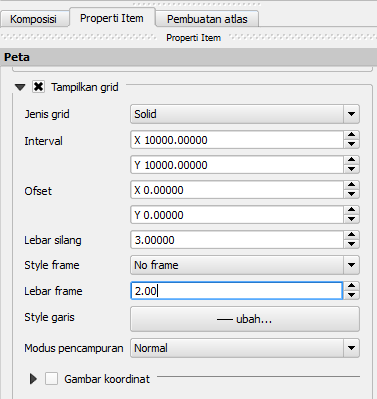 Komposisi Properti Item Pembuatan atlas
Properti Item
Peta
Tampilkan grid
Jenis grid Solid
Interval X 10000.00000
Y 10000.00000
Ofset X 0.00000
Y 0.00000
Lebar silang 3.00000
Style frame No frame
Lebar frame 2.00
Style garis ubah...
Modus pencampuran Normal
Gambar koordinat